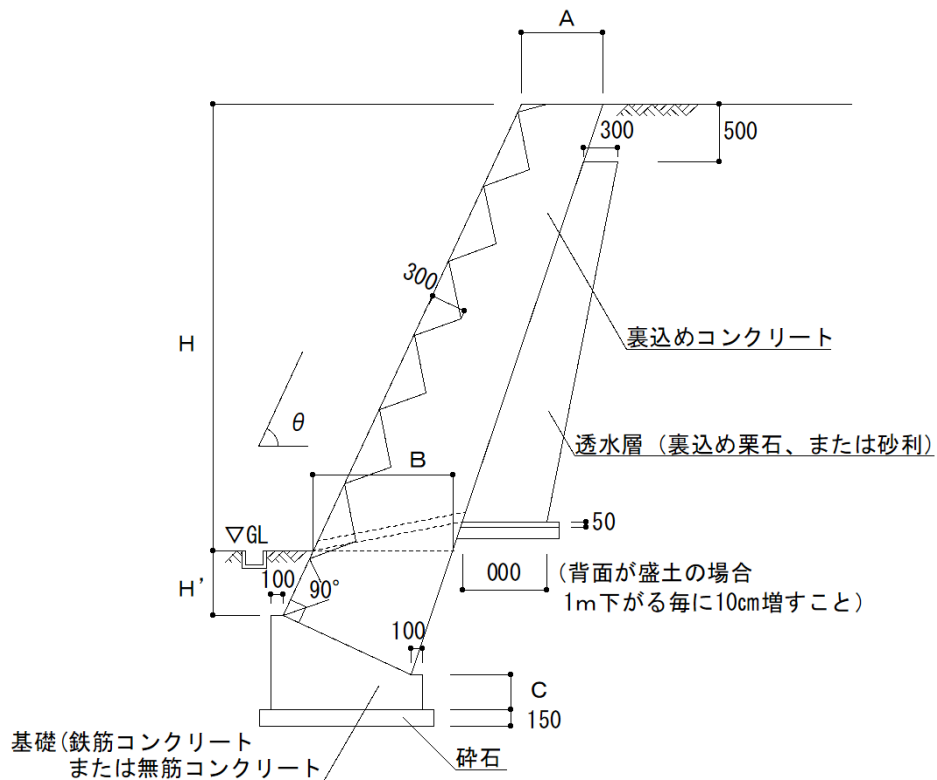 A
300
500
300
H
裏込めコンクリート
θ
透水層（裏込め栗石、または砂利）
B
50
▽GL
000
（背面が盛土の場合
1m下がる毎に10㎝増すこと）
H'
100
90°
100
C
150
基礎(鉄筋コンクリート
または無筋コンクリート
砕石